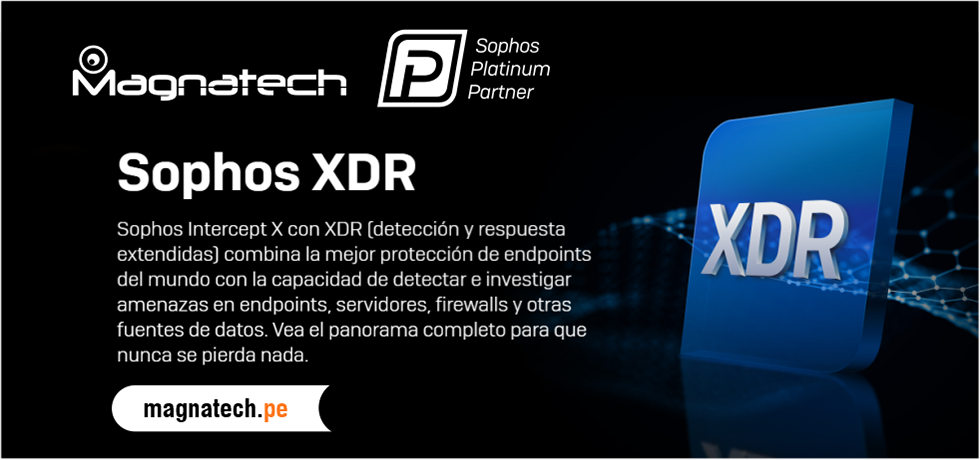 Magnatech
Sophos
Platinum
Partner
Sophos XDR
Sophos Intercept X con XDR (detección y respuesta
extendidas) combina la mejor protección de endpoints
del mundo con la capacidad de detectar e investigar
amenazas en endpoints, servidores, firewalls y otras
fuentes de datos. Vea el panorama completo para que
nunca se pierda nada.
magnatech.pe
XDR